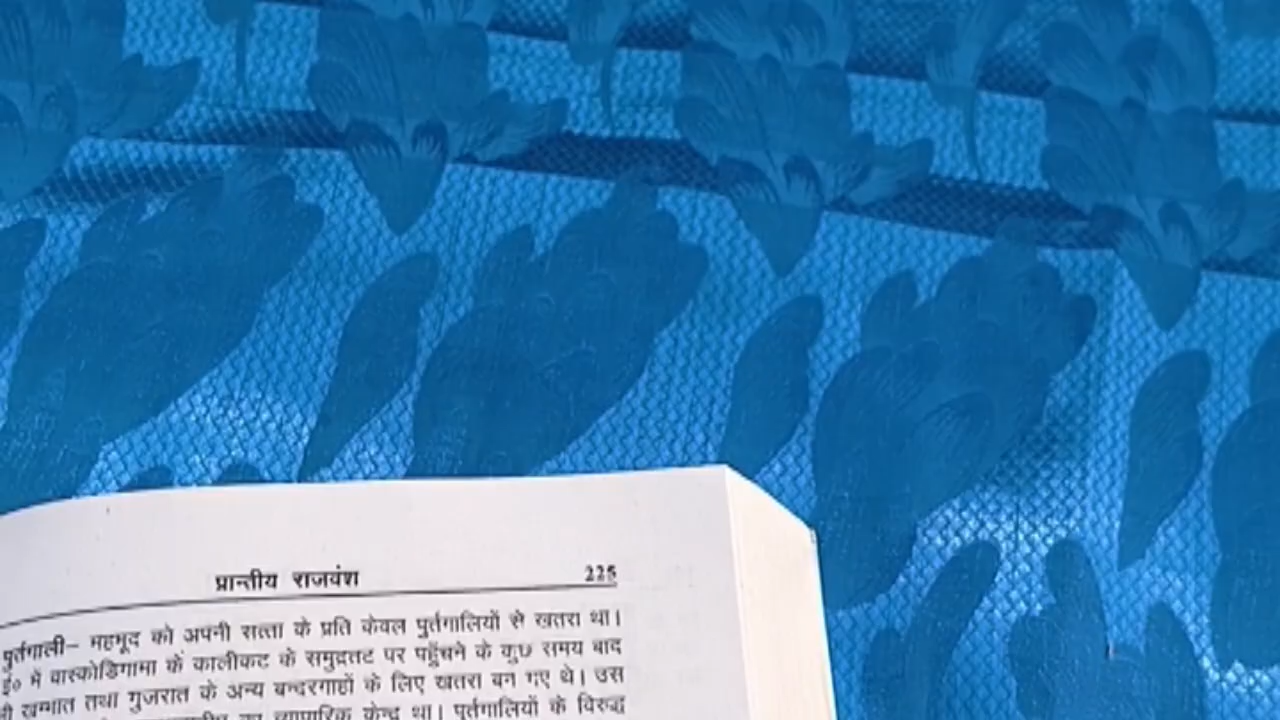 प्रान्तीय राजवंश 225
पुर्तगाली– महमूद को अपनी सत्ता के प्रति केवल पुर्तगालियों से खतरा था।
ई० में वास्कोडिगामा के कालीकट के समुद्रतट पर पहुँचने के कुछ समय बाद
खम्भात तथा गुजरात के अन्य बन्दरगाहों के लिए खतरा बन गए थे। उस
का व्यापारिक केन्द्र था। पुर्तगालियों के विरुद्ध